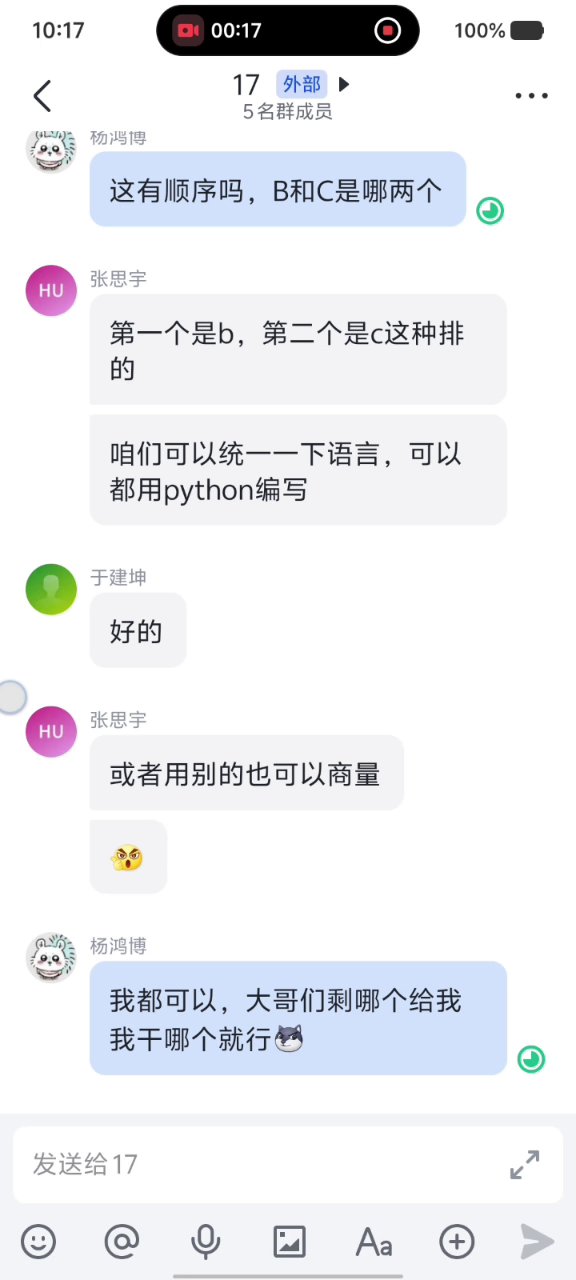 10:17
00:17
100%
17 外部
5名群成员
杨鸿博
这有顺序吗，B和C是哪两个
HU
张思宇
第一个是b，第二个是c这种排
的
咱们可以统一一下语言，可以
都用python编写
于建坤
好的
HU
张思宇
或者用别的也可以商量
杨鸿博
我都可以，大哥们剩哪个给我
我干哪个就行
发送给17
Aa